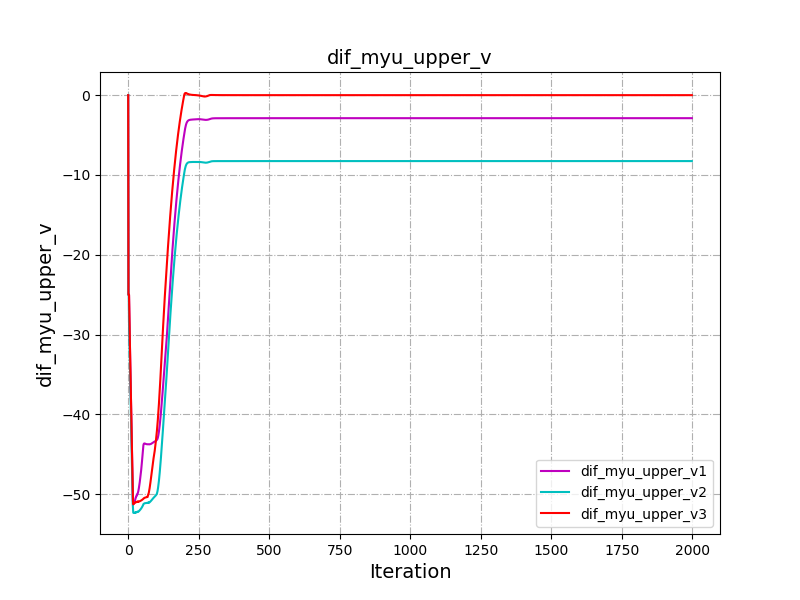 dif_myu_upper_v
dif_myu_upper_v
0
−10
−20
−30
−40
−50
0
250
500
750
1000
1250
1500
1750
2000
Iteration
dif_myu_upper_v1
dif_myu_upper_v2
dif_myu_upper_v3